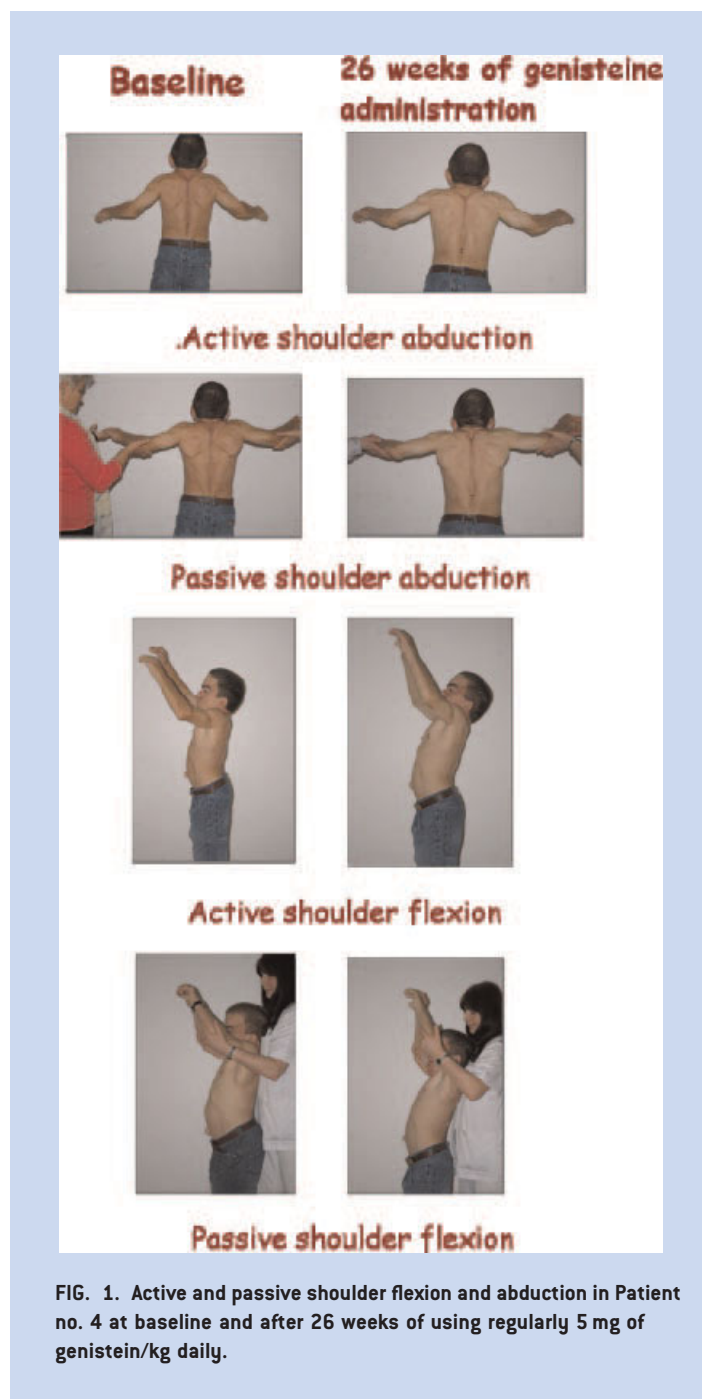 Baseline
26 weeks of genisteine
administration
.Active shoulder abduction
Passive shoulder abduction
Active shoulder flexion
Passive shoulder flexion
FIG. 1. Active and passive shoulder flexion and abduction in Patient
no. 4 at baseline and after 26 weeks of using regularly 5 mg of
genistein/kg daily.